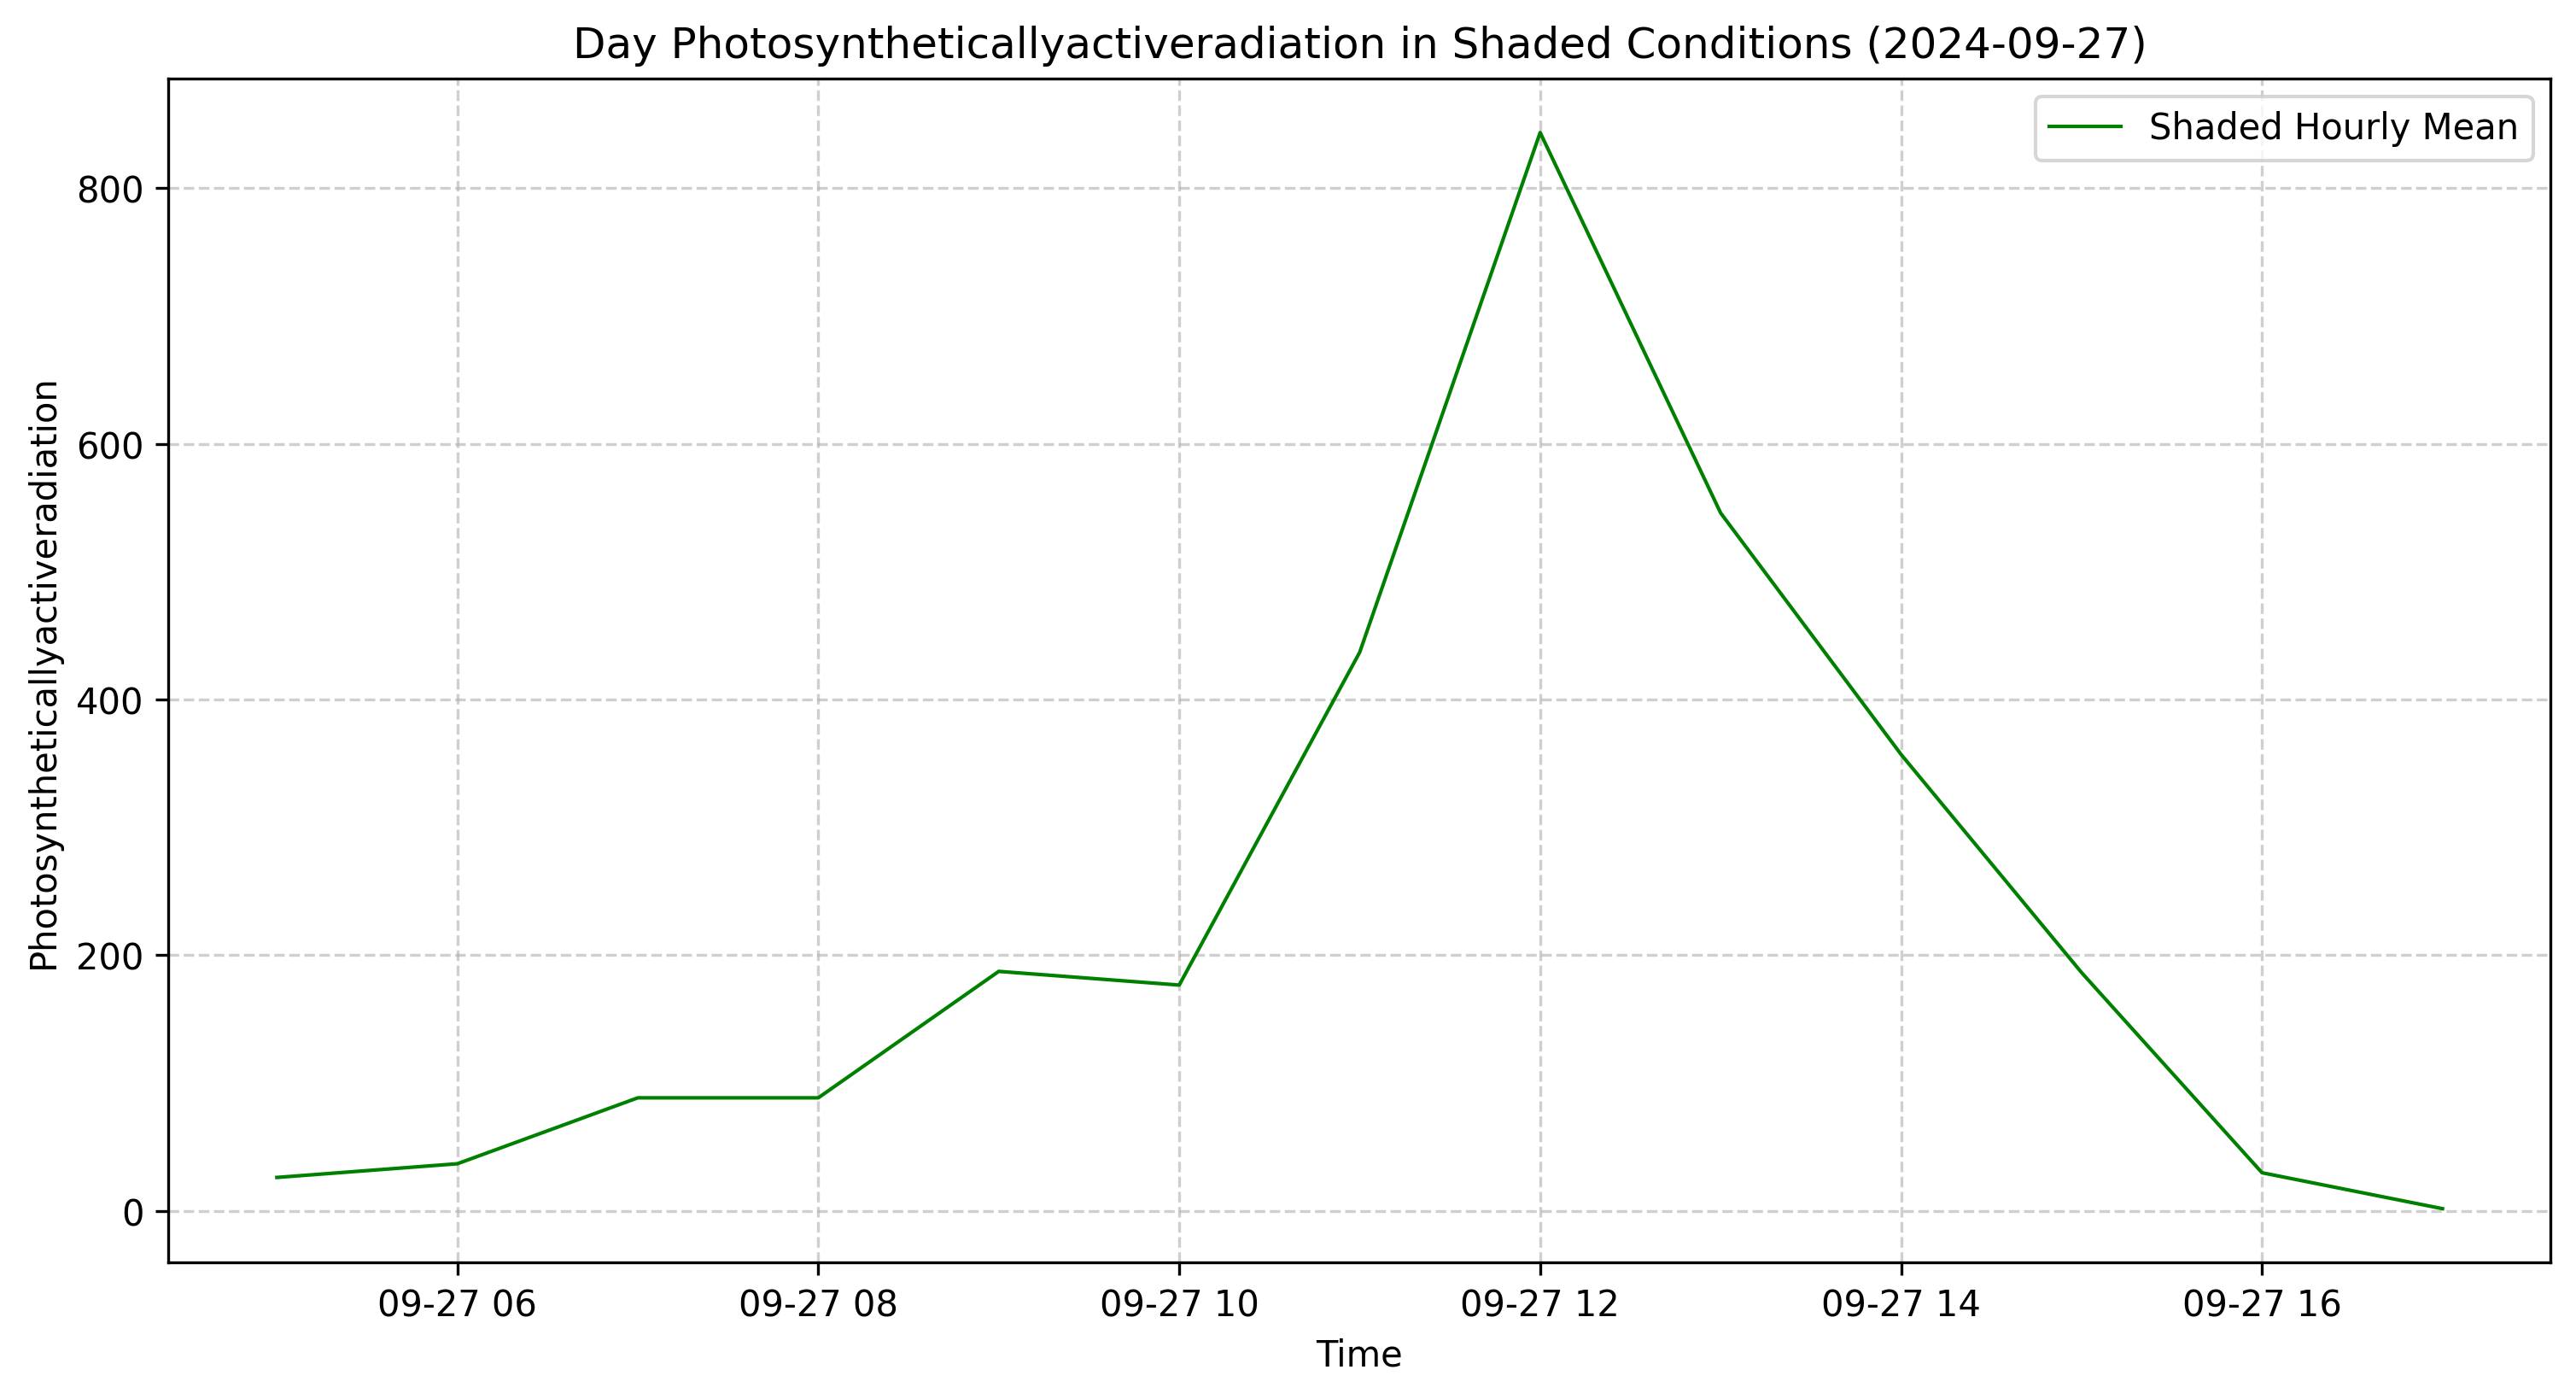 Day Photosyntheticallyactiveradiation in Shaded Conditions (2024-09-27)
Shaded Hourly Mean
Photosyntheticallyactiveradiation
800
600
400
200
0
09-27 06
09-27 08
09-27 10
09-27 12
09-27 14
09-27 16
Time